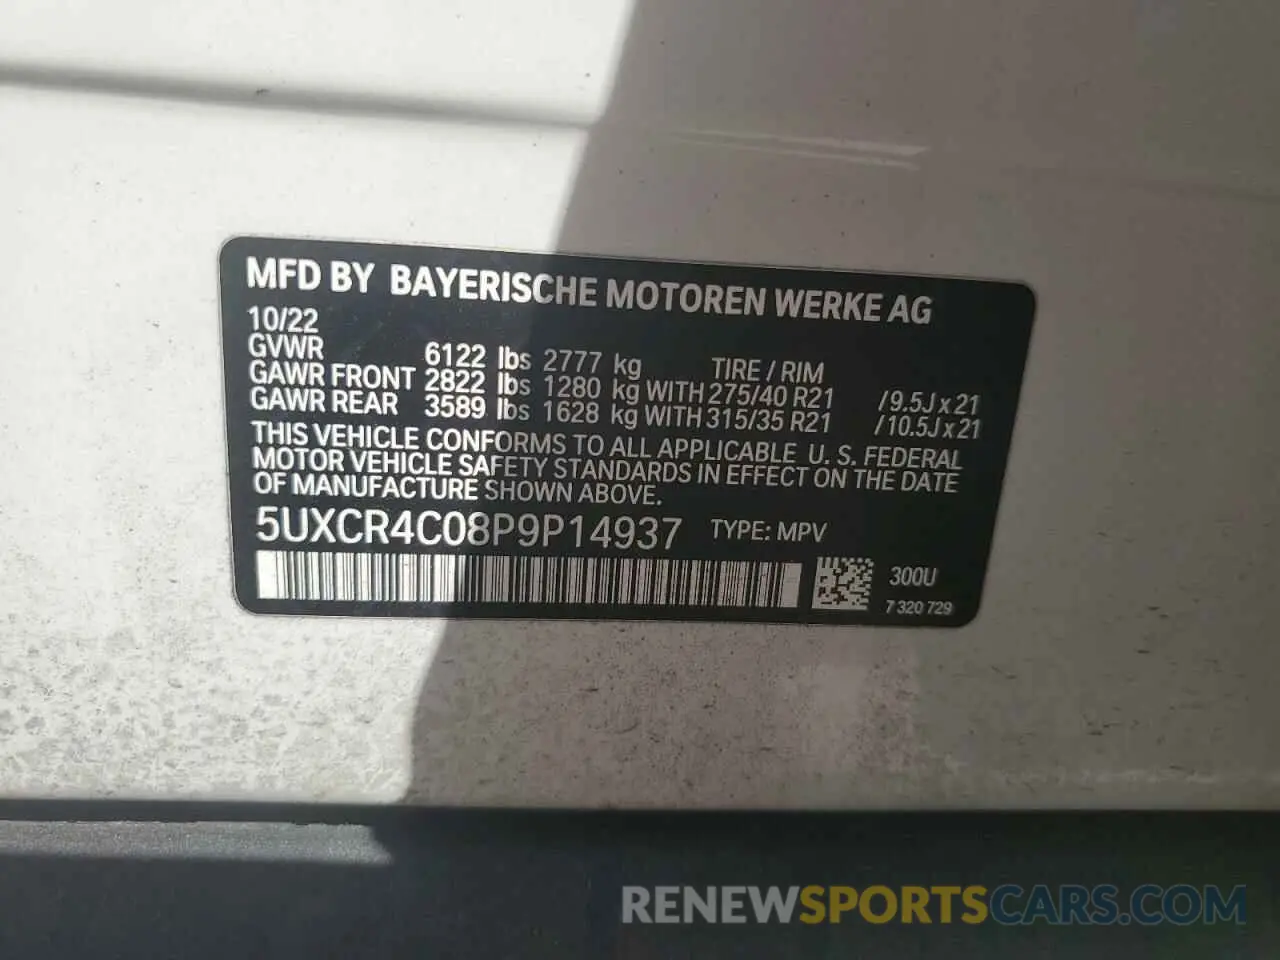 MFD BY BAYERISCHE MOTOREN WERKE AG
10/22
GVWR 6122 lbs 2777 kg TIRE / RIM
GAWR FRONT 2822 lbs 1280 kg WITH 275/40 R21 /9.5J x 21
GAWR REAR 3589 lbs 1628 kg WITH 315/35 R21 /10.5J x 21
THIS VEHICLE CONFORMS TO ALL APPLICABLE U. S. FEDERAL
MOTOR VEHICLE SAFETY STANDARDS IN EFFECT ON THE DATE
OF MANUFACTURE SHOWN ABOVE.
5UXCR4C08P9P14937 TYPE: MPV
300U
7 320 729
RENEWSPORTSCARS.COM